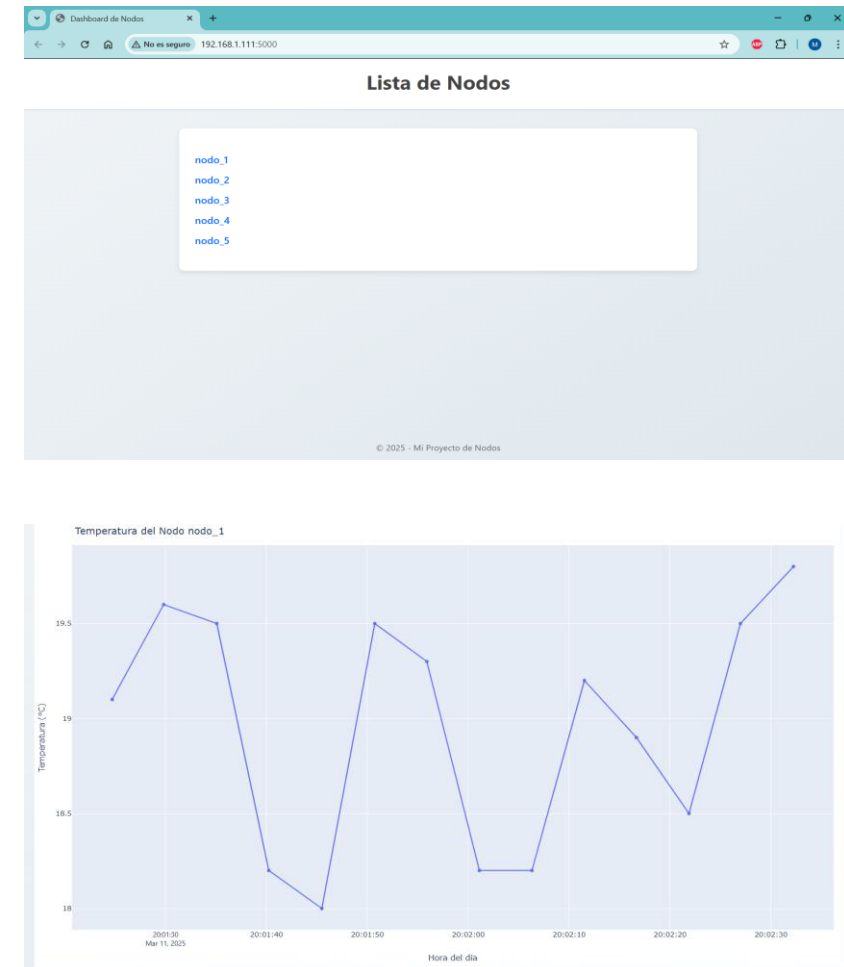 Dashboard de Nodos
No es seguro 192.168.1.111:5000
ABP
M
Lista de Nodos
nodo_1
nodo_2
nodo_3
nodo_4
nodo_5
© 2025 - Mi Proyecto de Nodos
Temperatura del Nodo nodo_1
19.5
19
18.5
18
Temperatura (°C)
20:01:30 20:01:40 20:01:50 20:02:00 20:02:10 20:02:20 20:02:30
Mar 11, 2025
Hora del día